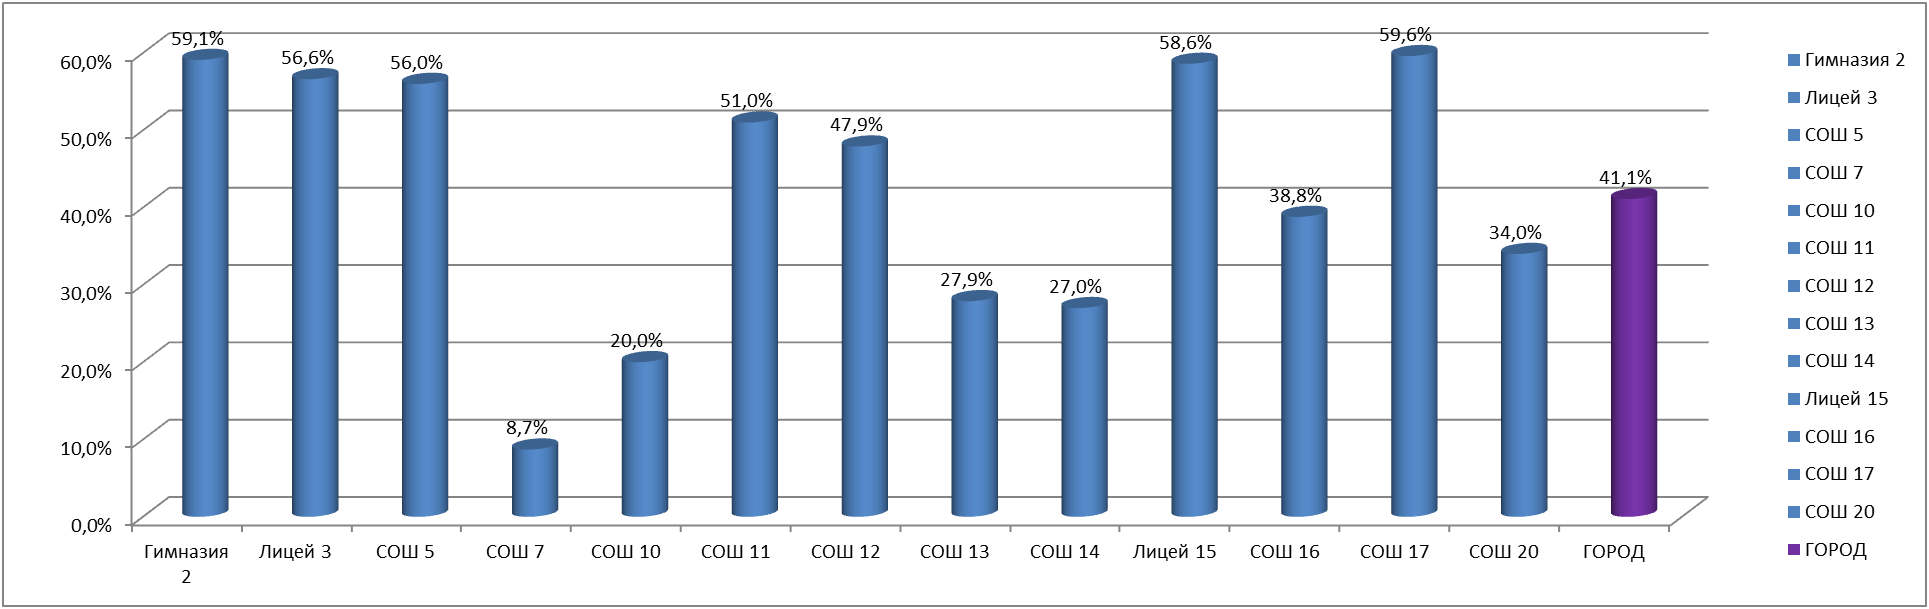 60,0%
50,0%
40,0%
30,0%
20,0%
10,0%
0,0%
59,1%
56,6%
56,0%
8,7%
20,0%
51,0%
47,9%
27,9%
27,0%
58,6%
38,8%
59,6%
34,0%
41,1%
Гимназия
2
Лицей 3
СОШ 5
СОШ 7
СОШ 10
СОШ 11
СОШ 12
СОШ 13
СОШ 14
Лицей 15
СОШ 16
СОШ 17
СОШ 20
ГОРОД
Гимназия 2
Лицей 3
СОШ 5
СОШ 7
СОШ 10
СОШ 11
СОШ 12
СОШ 13
СОШ 14
Лицей 15
СОШ 16
СОШ 17
СОШ 20
ГОРОД